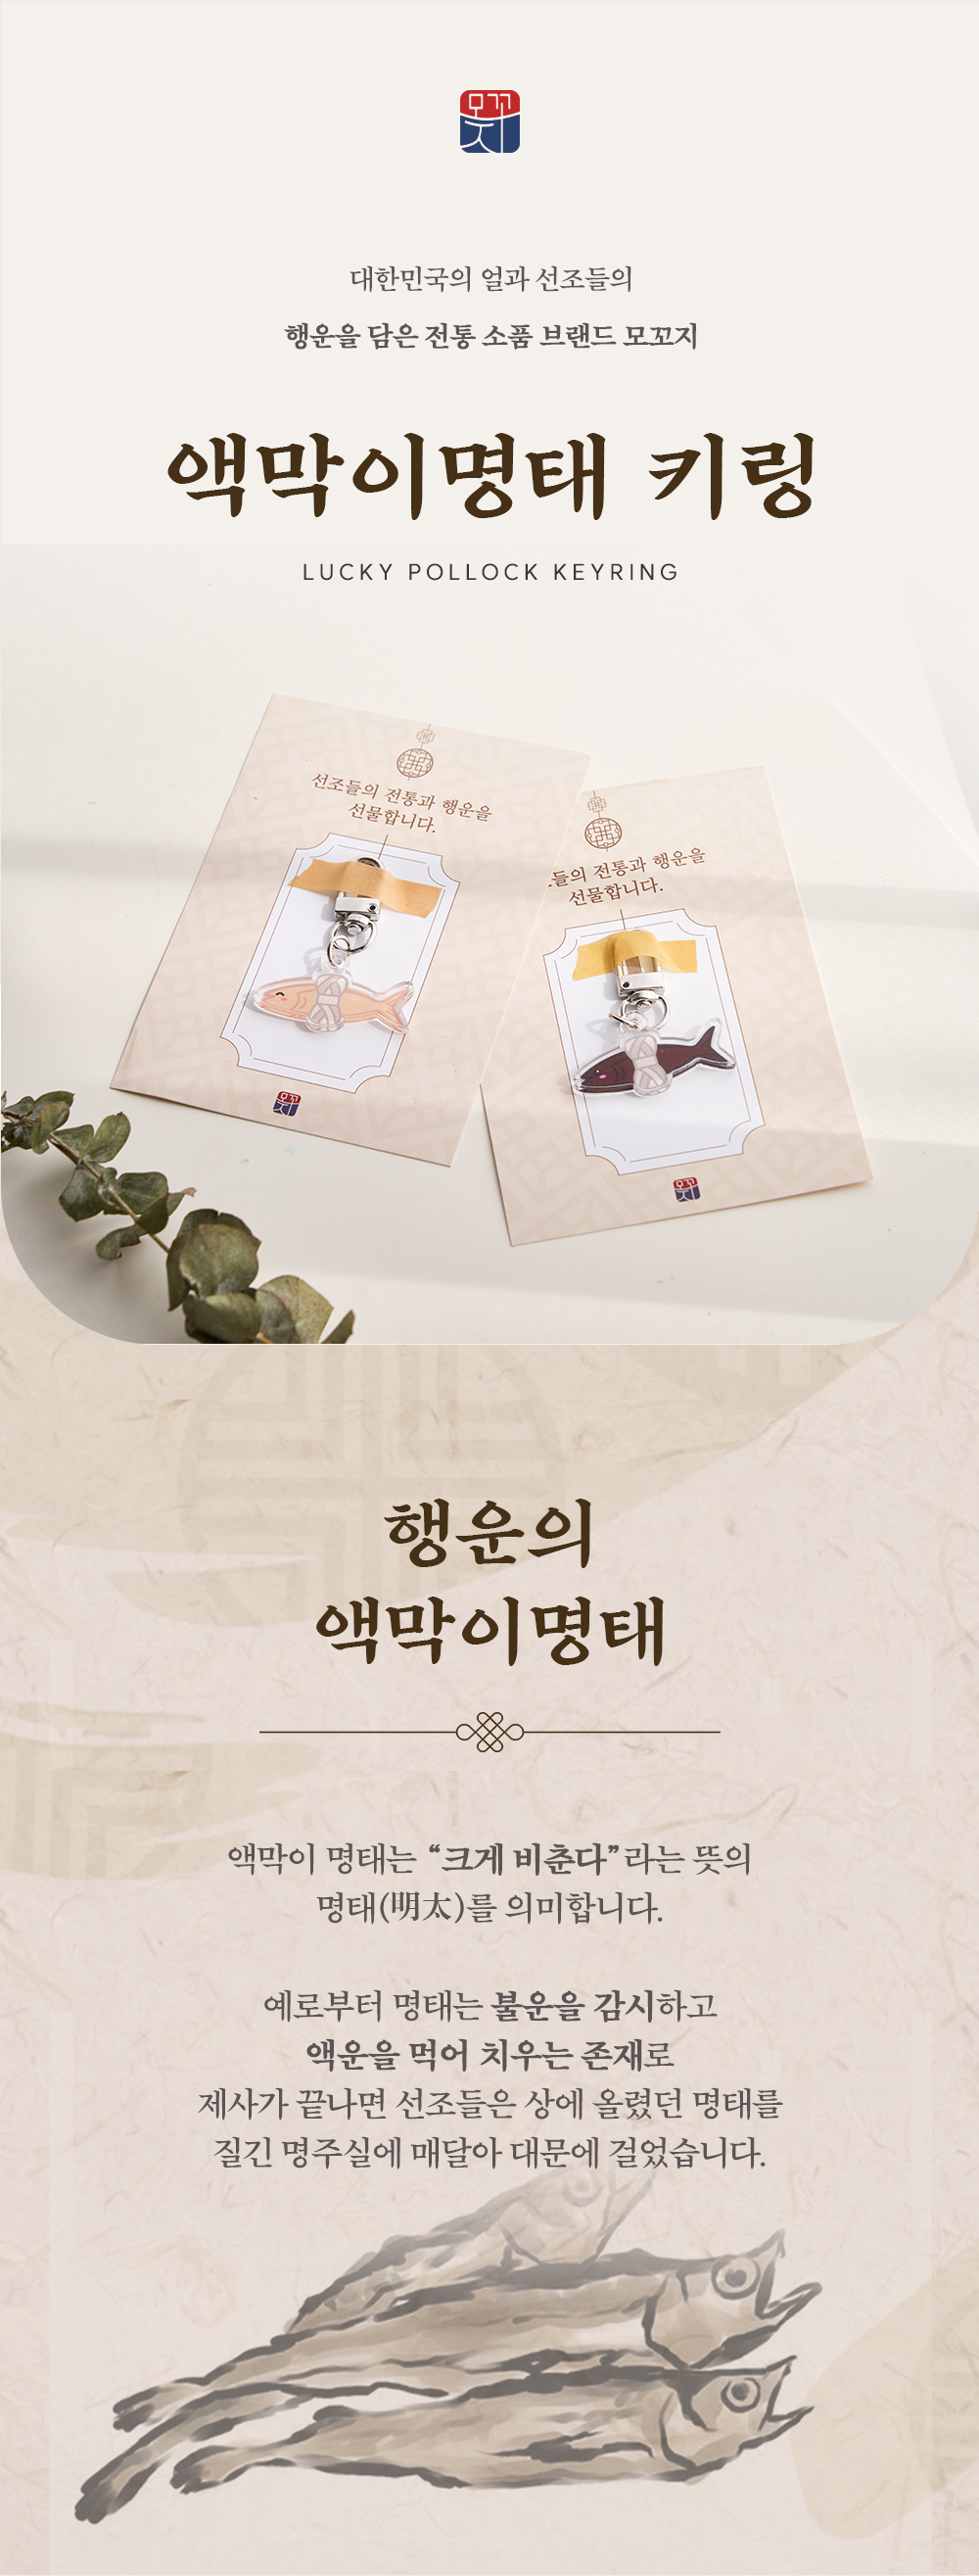 모꼬지
대한민국의 얼과 선조들의
행운을 담은 전통 소품 브랜드 모꼬지
액막이명태 키링
LUCKY POLLOCK KEYRING
선조들의 전통과 행운을
선물합니다.
모꼬지
들의 전통과 행운을
선물합니다.
모꼬지
행운의
액막이명태
액막이 명태는 “크게 비춘다”라는 뜻의
명태(明太)를 의미합니다.
예로부터 명태는 불운을 감시하고
액운을 먹어 치우는 존재로
제사가 끝나면 선조들은 상에 올렸던 명태를
질긴 명주실에 매달아 대문에 걸었습니다.